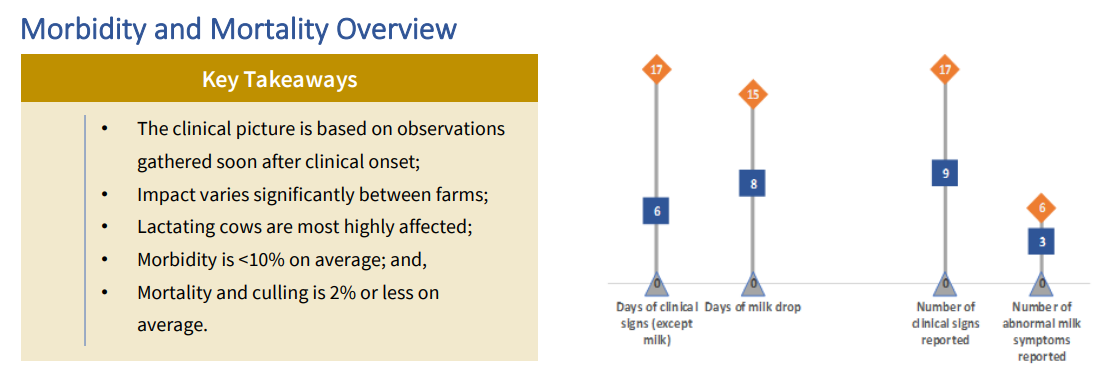 Morbidity and Mortality Overview
Key Takeaways
• The clinical picture is based on observations
gathered soon after clinical onset;
• Impact varies significantly between farms;
• Lactating cows are most highly affected;
• Morbidity is <10% on average; and,
• Mortality and culling is 2% or less on
average.
17
15
17
6
8
9
6
3
0
0
0
0
Days of clinical
signs (except
milk)
Days of milk drop
Number of
clinical signs
reported
Number of
abnormal milk
symptoms
reported